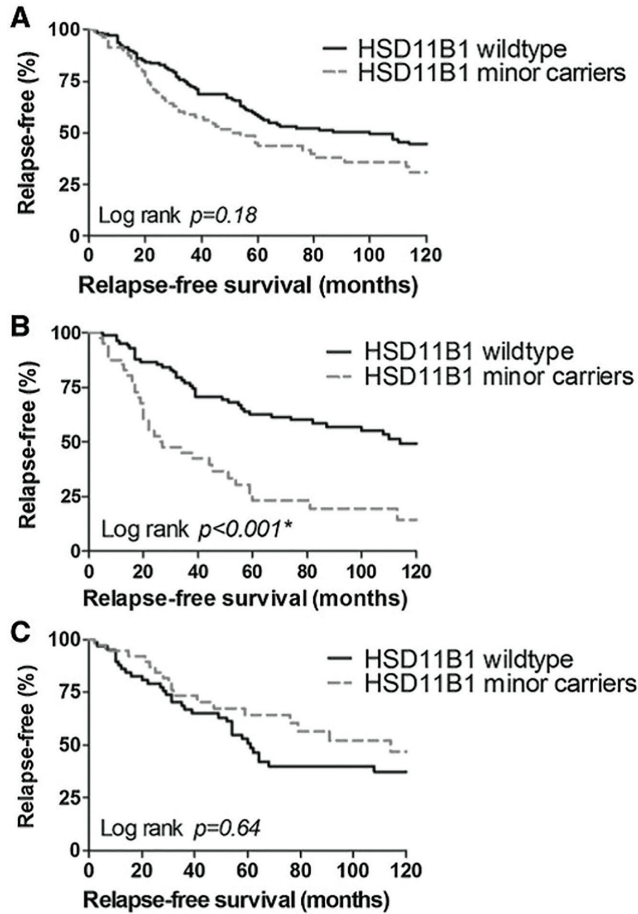 A
Relapse-free (%)
100
75
50
25
0
HSD11B1 wildtype
HSD11B1 minor carriers
Log rank p=0.18
0 20 40 60 80 100 120
Relapse-free survival (months)
B
Relapse-free (%)
100
75
50
25
0
HSD11B1 wildtype
HSD11B1 minor carriers
Log rank p<0.001*
0 20 40 60 80 100 120
Relapse-free survival (months)
C
Relapse-free (%)
100
75
50
25
0
HSD11B1 wildtype
HSD11B1 minor carriers
Log rank p=0.64
0 20 40 60 80 100 120
Relapse-free survival (months)